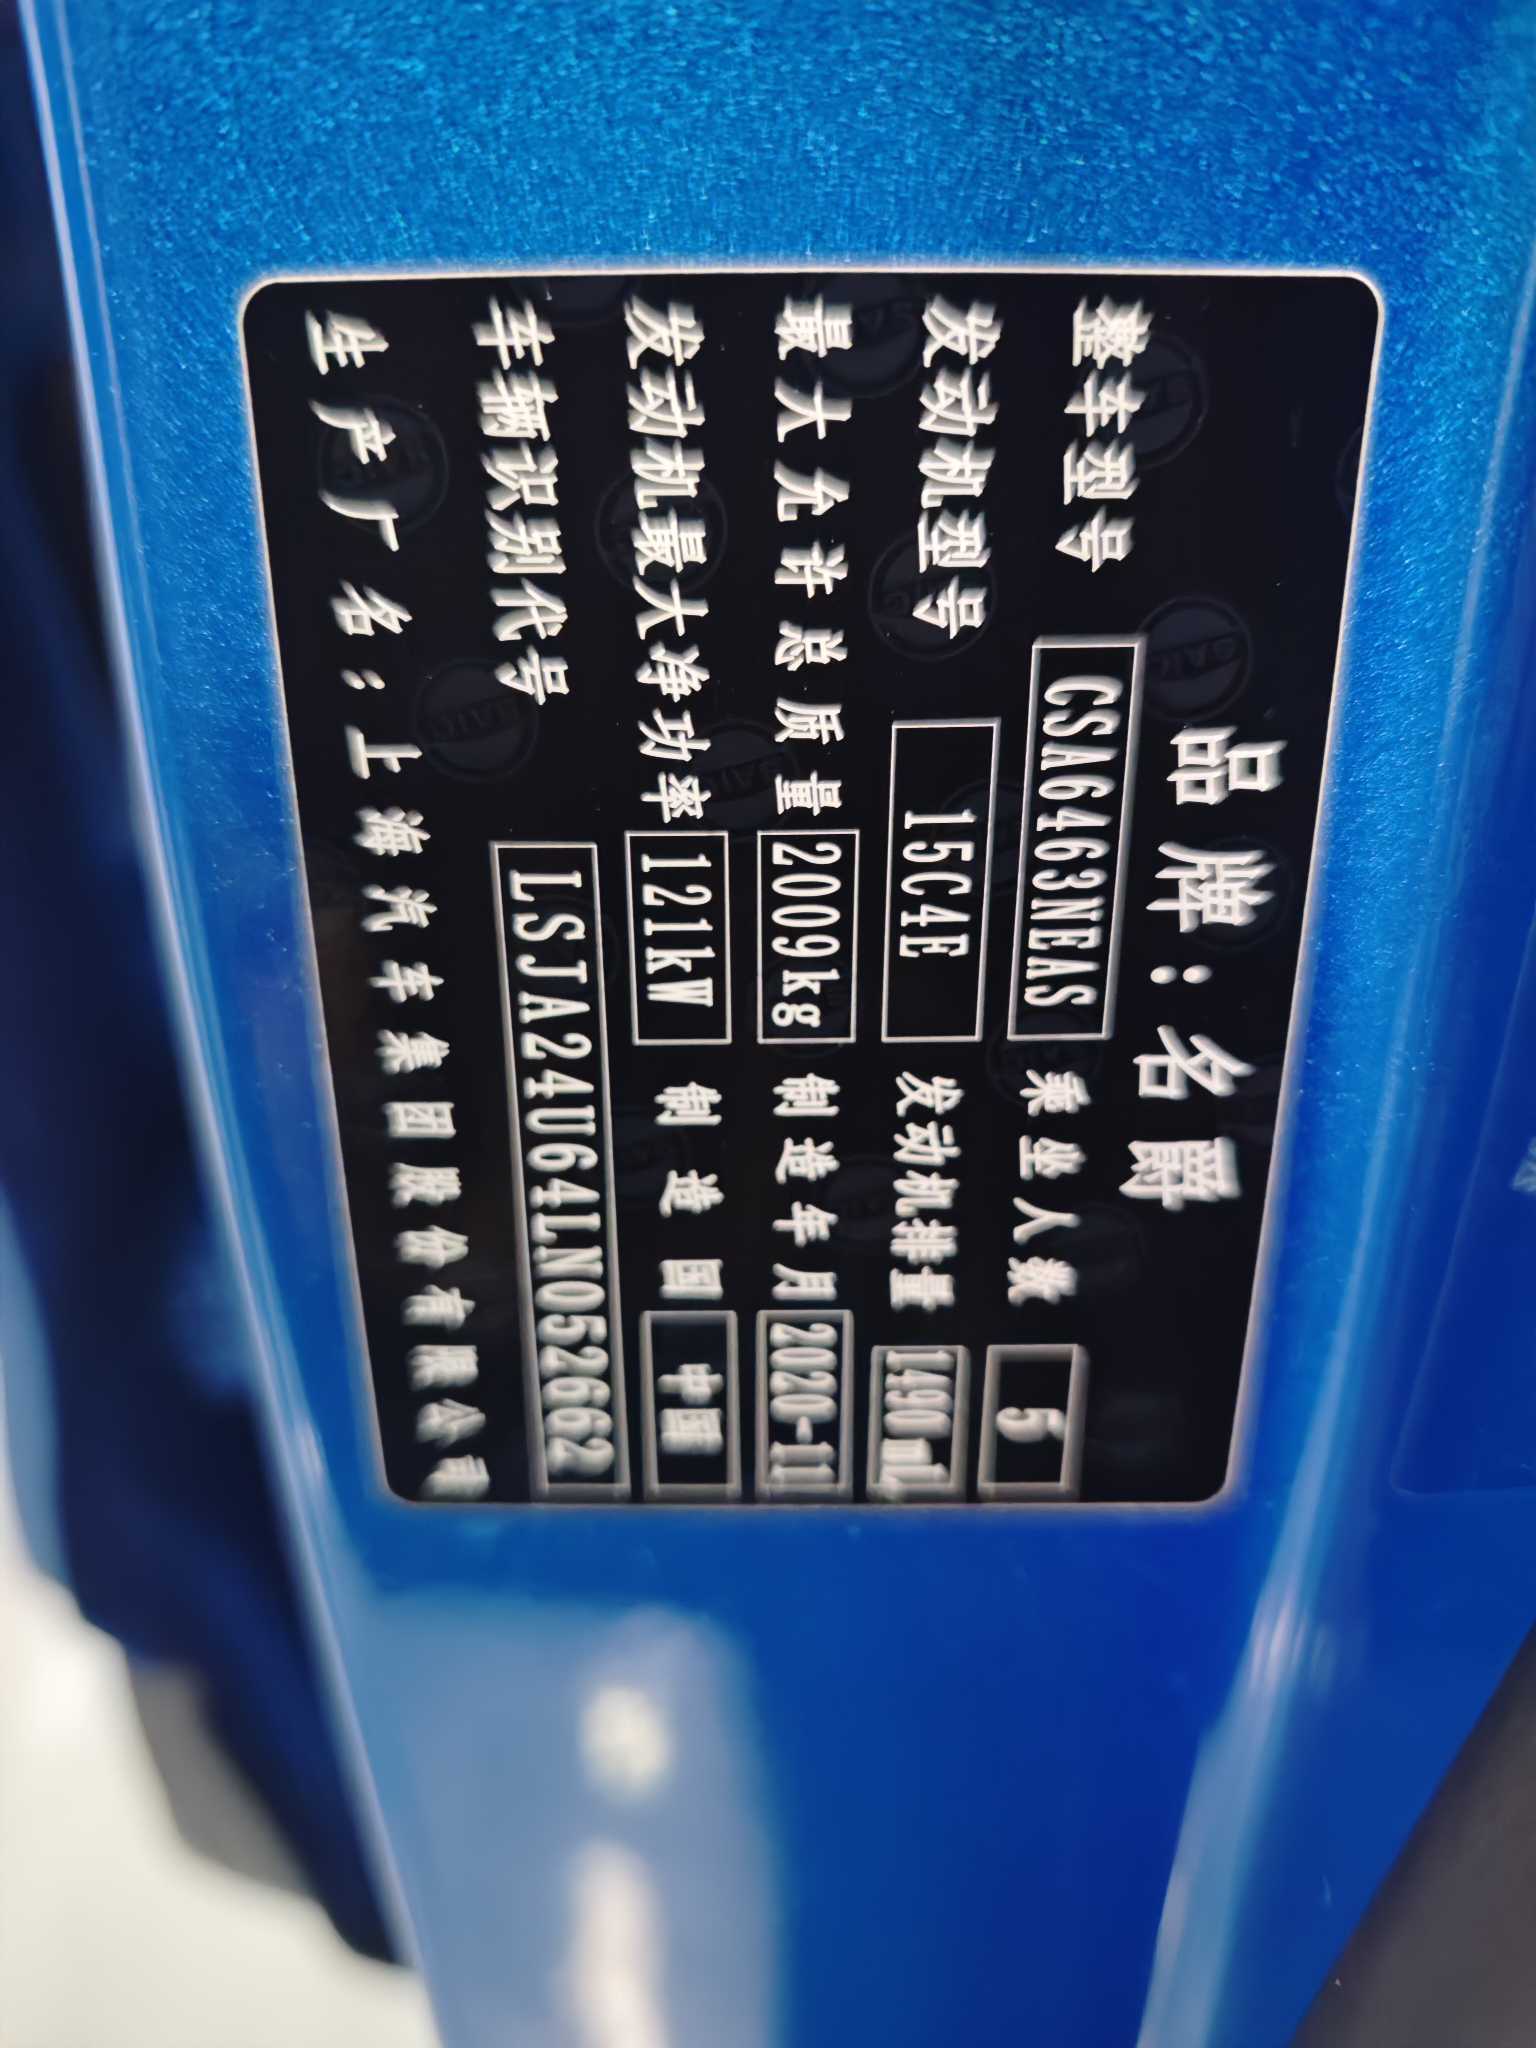 品牌：名爵
整车型号 CSA6463NEAS 乘坐人数 5
发动机型号 15C4E 发动机排量 1490mL
最大允许总质量 2009kg 制造年月 2020-11
发动机最大净功率 121kW 制造国 中国
车辆识别代号 LSJA24U64LN052662
生产厂名：上海汽车集团股份有限公司